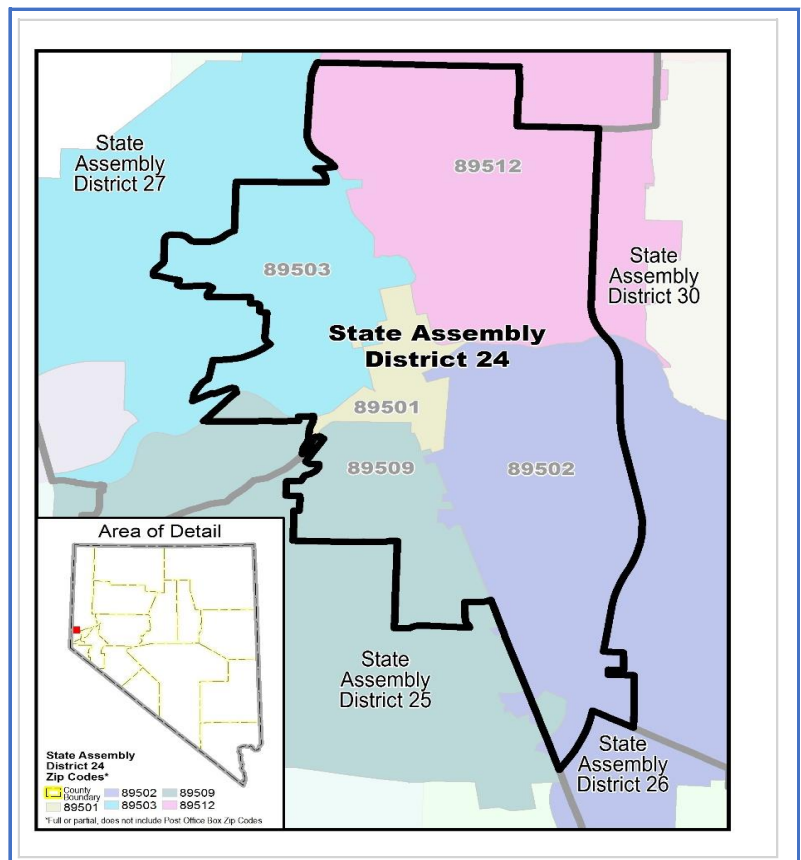 State
Assembly
District 27
89512
89503
State
Assembly
District 30
State Assembly
District 24
89501
89509
89502
State
Assembly
District 25
State
Assembly
District 26
Area of Detail
State Assembly
District 24
Zip Codes*
County
Boundary
89502
89509
89501
89503
89512
*Full or partial, does not include Post Office Box Zip Codes